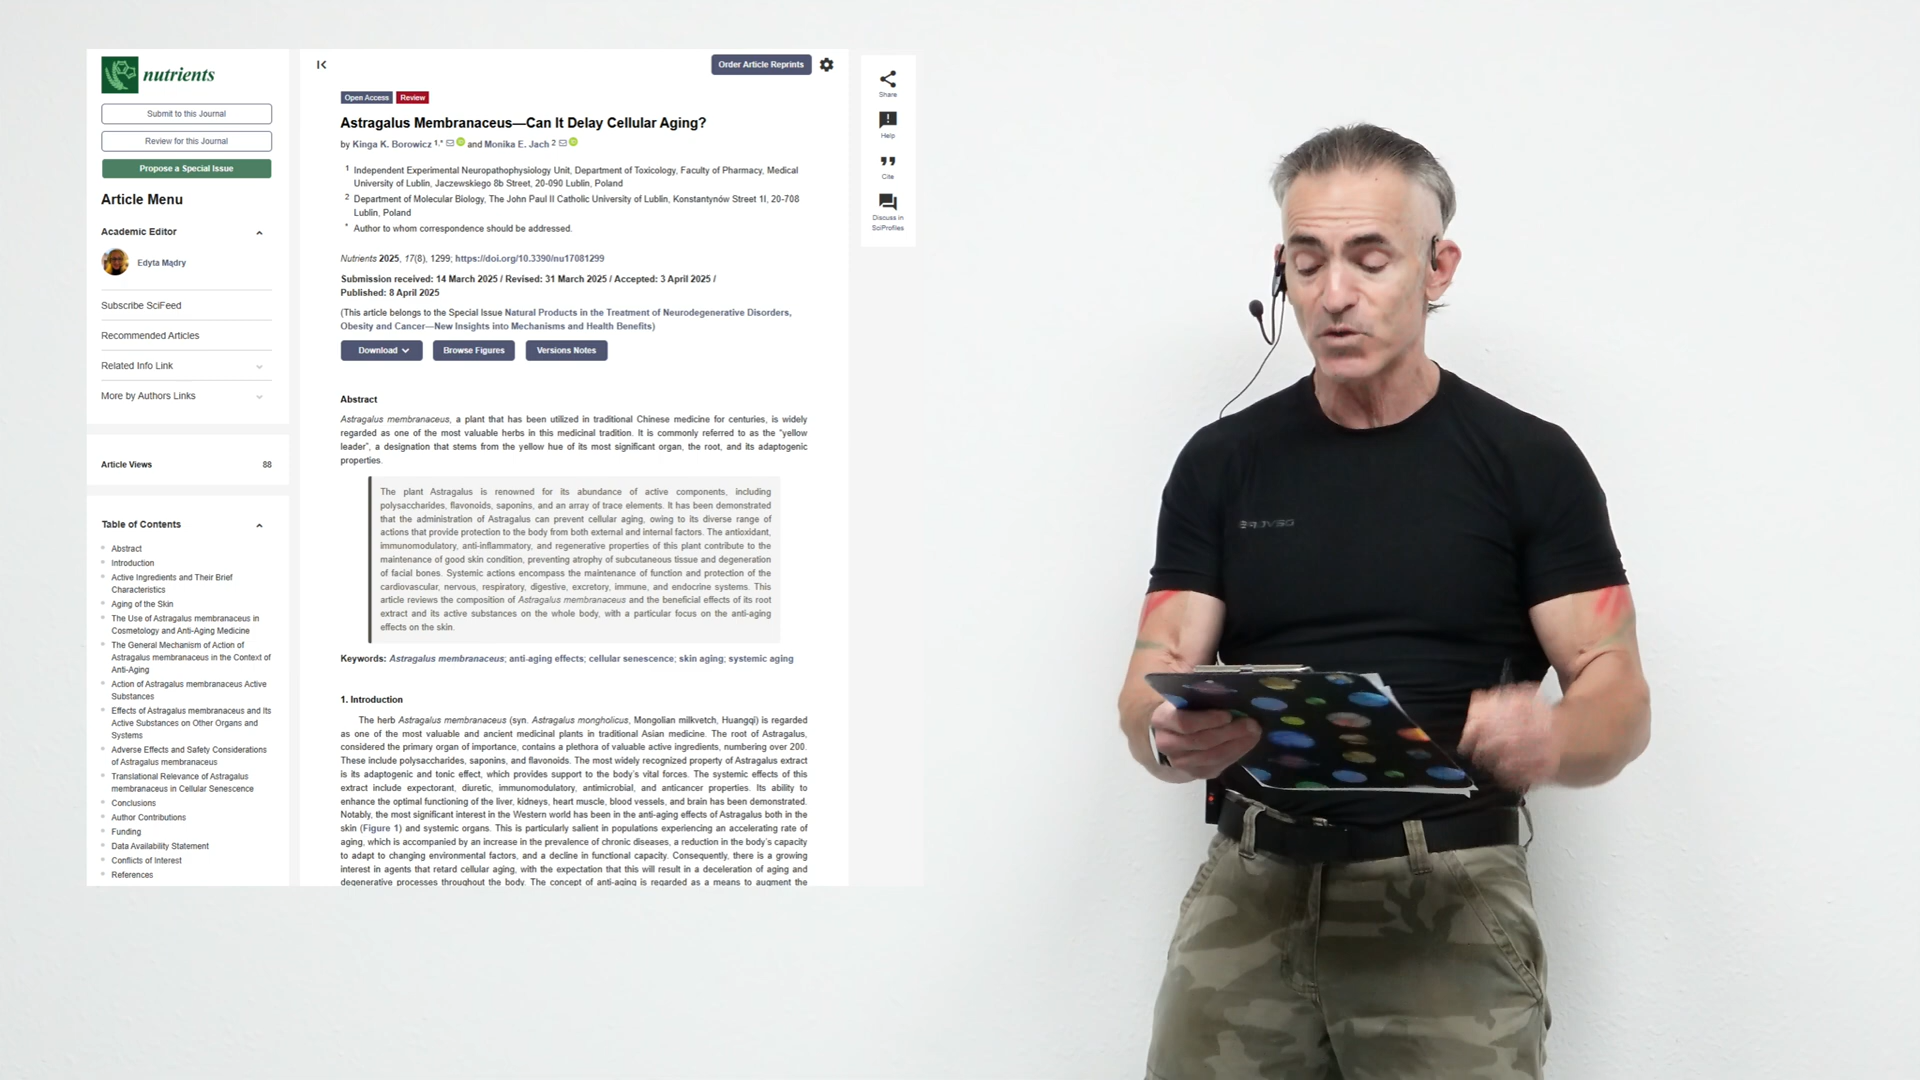 nutrients
Submit to this Journal
Review for this Journal
Propose a Special Issue
Article Menu
Academic Editor
Edyta Mądry
Subscribe SciFeed
Recommended Articles
Related Info Link
More by Authors Links
Article Views 88
Table of Contents
Abstract
Introduction
Active Ingredients and Their Brief
Characteristics
Aging of the Skin
The Use of Astragalus membranaceus in
Cosmetology and Anti-Aging Medicine
The General Mechanism of Action of
Astragalus membranaceus in the Context of
Anti-Aging
Action of Astragalus membranaceus Active
Substances
Effects of Astragalus membranaceus and Its
Active Substances on Other Organs and
Systems
Adverse Effects and Safety Considerations
of Astragalus membranaceus
Translational Relevance of Astragalus
membranaceus in Cellular Senescence
Conclusions
Author Contributions
Funding
Data Availability Statement
Conflicts of Interest
References
Order Article Reprints
Open Access Review
Astragalus Membranaceus—Can It Delay Cellular Aging?
by Kinga K. Borowicz 1,* and Monika E. Jach 2
1 Independent Experimental Neuropathophysiology Unit, Department of Toxicology, Faculty of Pharmacy, Medical
University of Lublin, Jaczewskiego 8b Street, 20-090 Lublin, Poland
2 Department of Molecular Biology, The John Paul II Catholic University of Lublin, Konstantynów Street 1I, 20-708
Lublin, Poland
* Author to whom correspondence should be addressed.
Nutrients 2025, 17(8), 1299; https://doi.org/10.3390/nu17081299
Submission received: 14 March 2025 / Revised: 31 March 2025 / Accepted: 3 April 2025 /
Published: 8 April 2025
(This article belongs to the Special Issue Natural Products in the Treatment of Neurodegenerative Disorders,
Obesity and Cancer—New Insights into Mechanisms and Health Benefits)
Download
Browse Figures
Versions Notes
Abstract
Astragalus membranaceus, a plant that has been utilized in traditional Chinese medicine for centuries, is widely
regarded as one of the most valuable herbs in this medicinal tradition. It is commonly referred to as the "yellow
leader", a designation that stems from the yellow hue of its most significant organ, the root, and its adaptogenic
properties.
The plant Astragalus is renowned for its abundance of active components, including
polysaccharides, flavonoids, saponins, and an array of trace elements. It has been demonstrated
that the administration of Astragalus can prevent cellular aging, owing to its diverse range of
actions that provide protection to the body from both external and internal factors. The antioxidant,
immunomodulatory, anti-inflammatory, and regenerative properties of this plant contribute to the
maintenance of good skin condition, preventing atrophy of subcutaneous tissue and degeneration
of facial bones. Systemic actions encompass the maintenance of function and protection of the
cardiovascular, nervous, respiratory, digestive, excretory, immune, and endocrine systems. This
article reviews the composition of Astragalus membranaceus and the beneficial effects of its root
extract and its active substances on the whole body, with a particular focus on the anti-aging
effects on the skin.
Keywords: Astragalus membranaceus; anti-aging effects; cellular senescence; skin aging; systemic aging
1. Introduction
The herb Astragalus membranaceus (syn. Astragalus mongholicus, Mongolian milkvetch, Huangqi) is regarded
as one of the most valuable and ancient medicinal plants in traditional Asian medicine. The root of Astragalus,
considered the primary organ of importance, contains a plethora of valuable active ingredients, numbering over 200.
These include polysaccharides, saponins, and flavonoids. The most widely recognized property of Astragalus extract
is its adaptogenic and tonic effect, which provides support to the body's vital forces. The systemic effects of this
extract include expectorant, diuretic, immunomodulatory, antimicrobial, and anticancer properties. Its ability to
enhance the optimal functioning of the liver, kidneys, heart muscle, blood vessels, and brain has been demonstrated.
Notably, the most significant interest in the Western world has been in the anti-aging effects of Astragalus both in the
skin (Figure 1) and systemic organs. This is particularly salient in populations experiencing an accelerating rate of
aging, which is accompanied by an increase in the prevalence of chronic diseases, a reduction in the body's capacity
to adapt to changing environmental factors, and a decline in functional capacity. Consequently, there is a growing
interest in agents that retard cellular aging, with the expectation that this will result in a deceleration of aging and
degenerative processes throughout the body. The concept of anti-aging is regarded as a means to augment the
Share
Help
Cite
Discuss in
SciProfiles